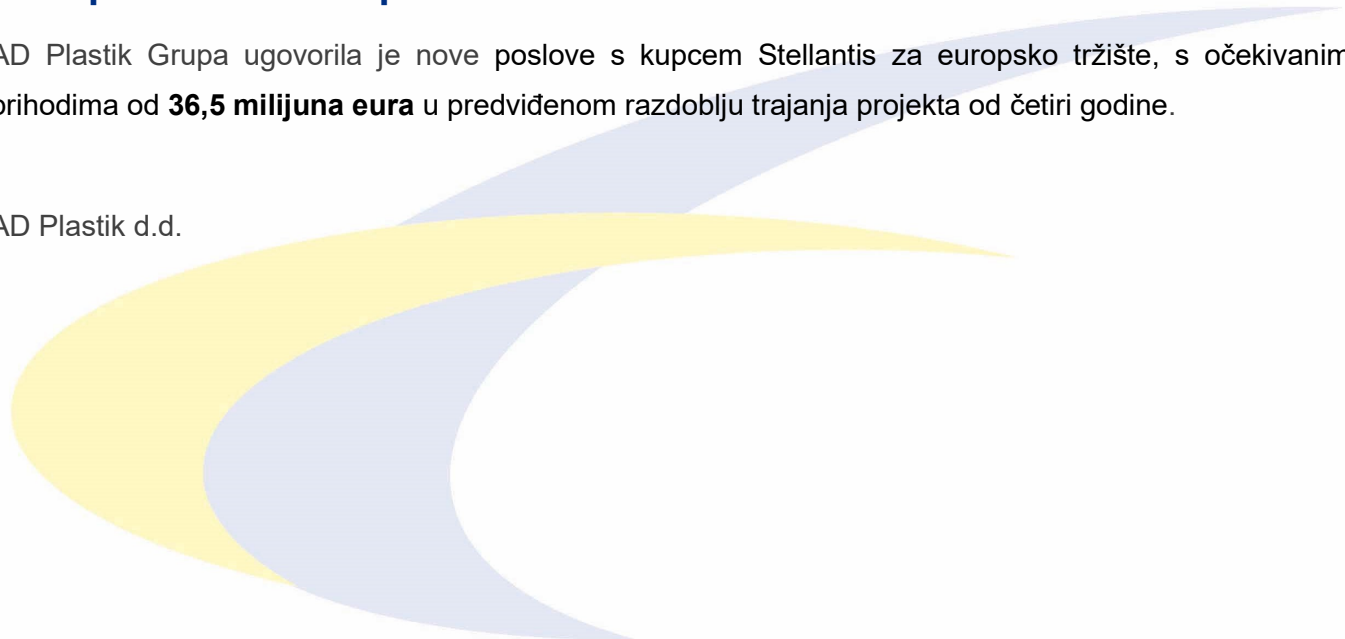 AD Plastik Grupa ugovorila je nove poslove s kupcem Stellantis za europsko tržište, s očekivanim
prihodima od 36,5 milijuna eura u predviđenom razdoblju trajanja projekta od četiri godine.
AD Plastik d.d.